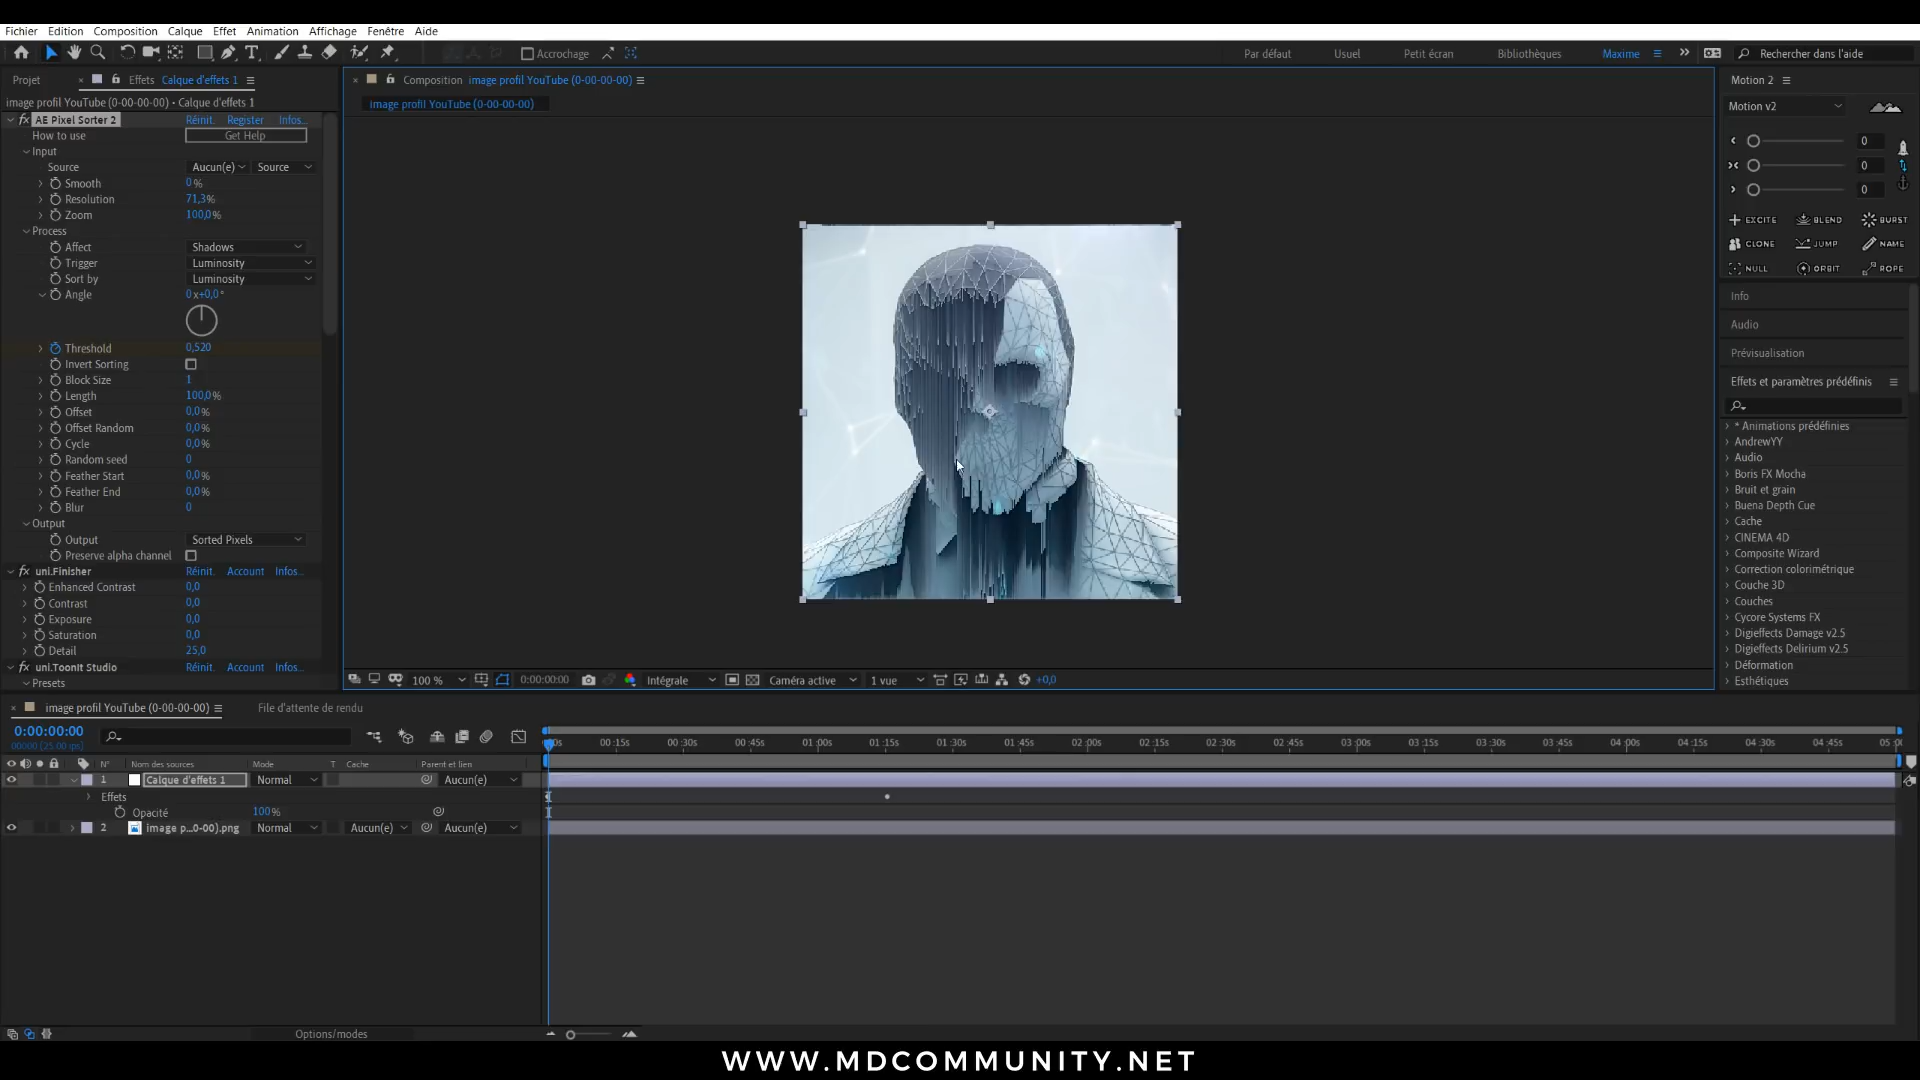 Fichier Edition Composition Calque Effet Animation Affichage Fenêtre Aide
Accrochage Par défaut Usuel Petit écran Bibliothèques Maxime Rechercher dans l'aide
Projet Effets Calque d'effets 1
image profil YouTube (0-00-00-00) • Calque d'effets 1
AE Pixel Sorter 2 Réinit. Register Infos...
How to use Get Help
Input
Source Aucun(e) Source
Smooth 0%
Resolution 71,3%
Zoom 100,0%
Process
Affect Shadows
Trigger Luminosity
Sort by Luminosity
Angle 0x+0,0°
Threshold 0,520
Invert Sorting
Block Size 1
Length 100,0%
Offset 0,0%
Offset Random 0,0%
Cycle 0,0%
Random seed 0
Feather Start 0,0%
Feather End 0,0%
Blur 0
Output
Output Sorted Pixels
Preserve alpha channel
uni.Finisher Réinit. Account Infos...
Enhanced Contrast 0,0
Contrast 0,0
Exposure 0,0
Saturation 0,0
Detail 25,0
uni.ToonIt Studio Réinit. Account Infos...
Presets
Composition image profil YouTube (0-00-00-00)
image profil YouTube (0-00-00-00)
100 % 0:00:00:00 Intégrale Caméra active 1 vue +0,0
Motion 2
Motion v2
0
0
0
EXCITE BLEND BURST
CLONE JUMP NAME
NULL ORBIT ROPE
Info
Audio
Prévisualisation
Effets et paramètres prédéfinis
* Animations prédéfinies
AndrewYY
Audio
Boris FX Mocha
Bruit et grain
Buena Depth Cue
Cache
CINEMA 4D
Composite Wizard
Correction colorimétrique
Couche 3D
Couches
Cycore Systems FX
Digieffects Damage v2.5
Digieffects Delirium v2.5
Déformation
Esthétiques
image profil YouTube (0-00-00-00) File d'attente de rendu
0:00:00:00
00000 (25.00 ips)
00:15s 00:30s 00:45s 01:00s 01:15s 01:30s 01:45s 02:00s 02:15s 02:30s 02:45s 03:00s 03:15s 03:30s 03:45s 04:00s 04:15s 04:30s 04:45s
N° Nom des sources Mode T Cache Parent et lien
1 Calque d'effets 1 Normal Aucun(e)
Effets
Opacité 100%
2 image p...0-00).png Normal Aucun(e) Aucun(e)
Options/modes
WWW.MDCOMMUNITY.NET